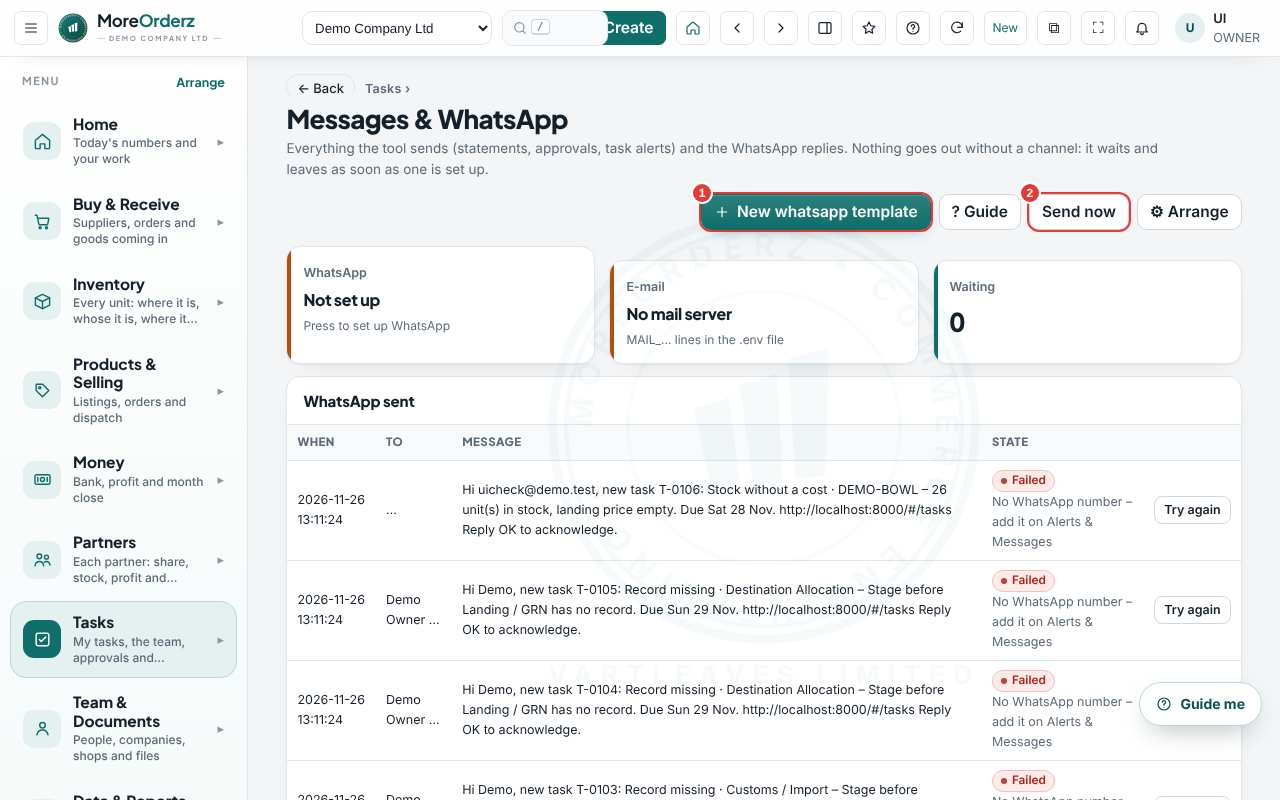 MoreOrderz
— DEMO COMPANY LTD —
Demo Company Ltd
/
Create
New
U
UI
OWNER
MENU
Arrange
Home
Today's numbers and
your work
Buy & Receive
Suppliers, orders and
goods coming in
Inventory
Every unit: where it is,
whose it is, where it...
Products &
Selling
Listings, orders and
dispatch
Money
Bank, profit and month
close
Partners
Each partner: share,
stock, profit and...
Tasks
My tasks, the team,
approvals and...
Team &
Documents
People, companies,
shops and files
← Back
Tasks ›
Messages & WhatsApp
Everything the tool sends (statements, approvals, task alerts) and the WhatsApp replies. Nothing goes out without a channel: it waits and
leaves as soon as one is set up.
1
+ New whatsapp template
? Guide
2
Send now
⚙ Arrange
WhatsApp
Not set up
Press to set up WhatsApp
E-mail
No mail server
MAIL_... lines in the .env file
Waiting
0
WhatsApp sent
WHEN TO MESSAGE STATE
2026-11-26
13:11:24
...
Hi uicheck@demo.test, new task T-0106: Stock without a cost · DEMO-BOWL – 26
unit(s) in stock, landing price empty. Due Sat 28 Nov. http://localhost:8000/#/tasks
Reply OK to acknowledge.
Failed
No WhatsApp number –
add it on Alerts &
Messages
Try again
2026-11-26
13:11:24
Demo
Owner ...
Hi Demo, new task T-0105: Record missing · Destination Allocation – Stage before
Landing / GRN has no record. Due Sun 29 Nov. http://localhost:8000/#/tasks Reply
OK to acknowledge.
Failed
No WhatsApp number –
add it on Alerts &
Messages
Try again
2026-11-26
13:11:24
Demo
Owner ...
Hi Demo, new task T-0104: Record missing · Destination Allocation – Stage before
Landing / GRN has no record. Due Sun 29 Nov. http://localhost:8000/#/tasks Reply
OK to acknowledge.
Failed
No WhatsApp number –
add it on Alerts &
Messages
Guide me
Hi Demo, new task T-0103: Record missing · Customs / Import – Stage before
Failed
VARTLEAVES LIMITED